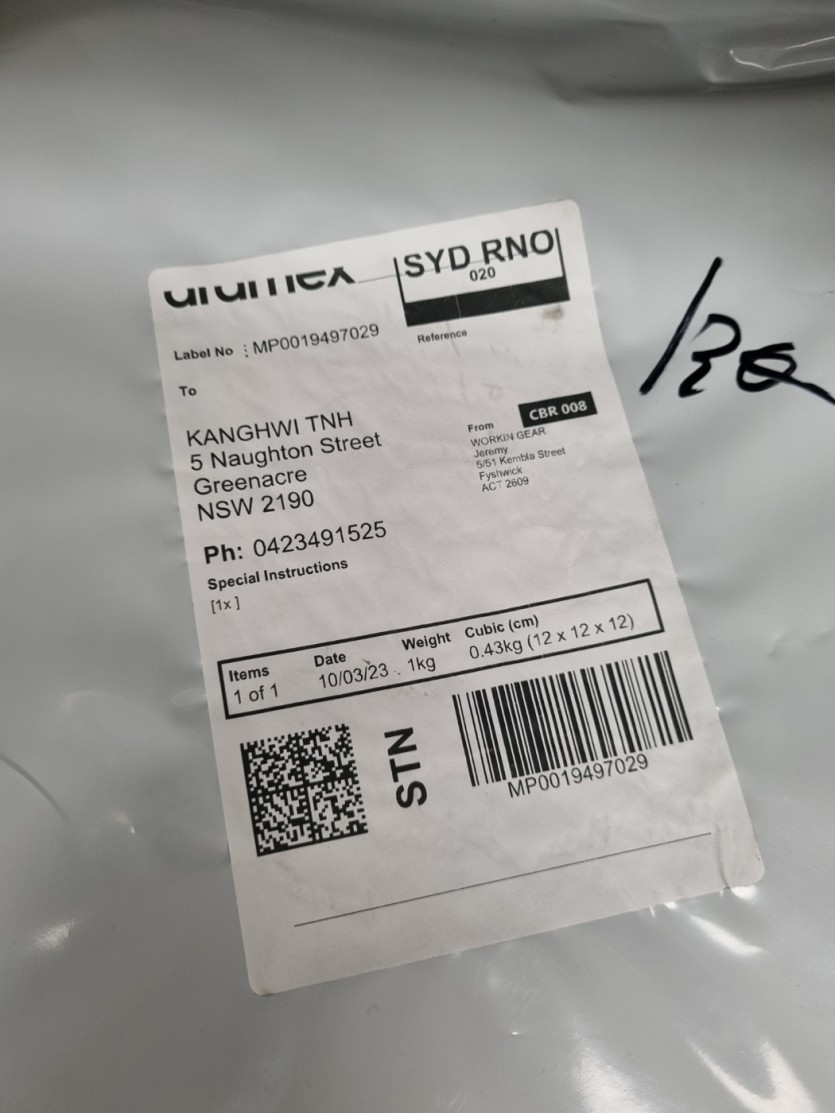 aramex
SYD RNO
020
Label No : MP0019497029
Reference
To
KANGHWI TNH
5 Naughton Street
Greenacre
NSW 2190
From
CBR 008
WORKIN GEAR
Jeremy
5/51 Kembla Street
Fyshwick
ACT 2609
Ph: 0423491525
Special Instructions
[1x ]
Items Date Weight Cubic (cm)
1 of 1 10/03/23 1kg 0.43kg (12 x 12 x 12)
STN
MP0019497029